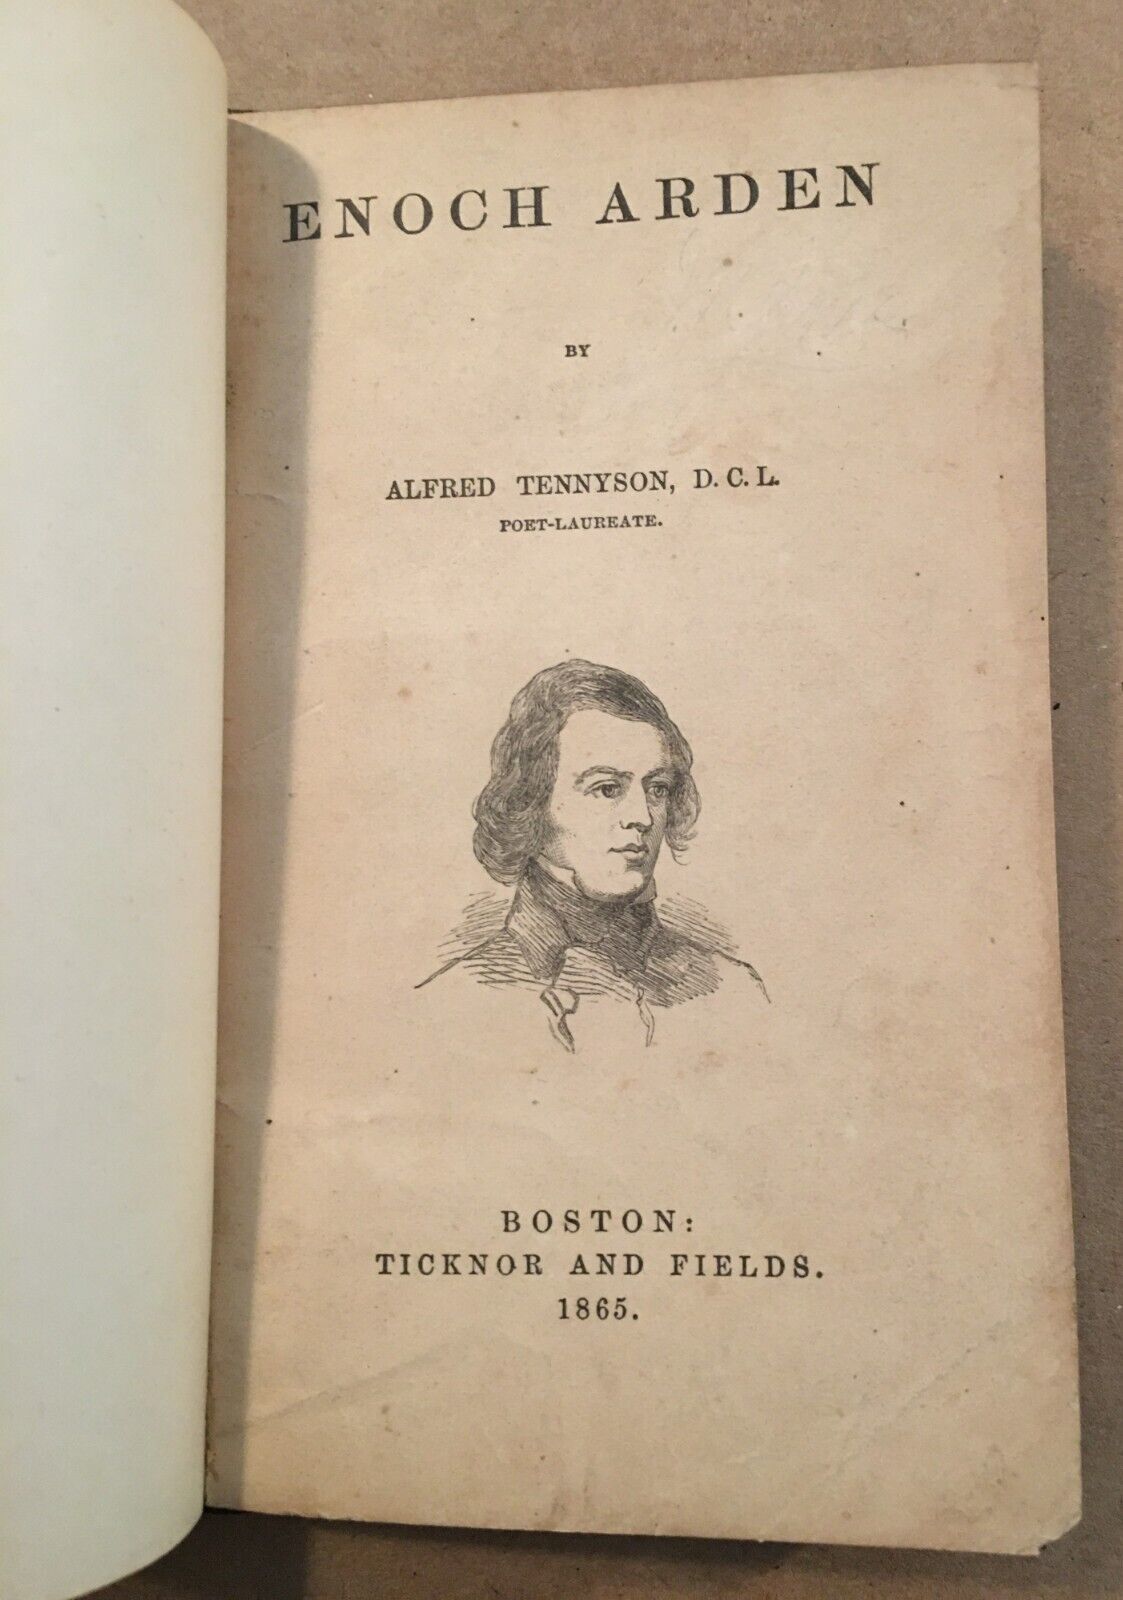 ENOCH ARDEN
BY
ALFRED TENNYSON, D. C. L.
POET-LAUREATE.
BOSTON:
TICKNOR AND FIELDS.
1865.